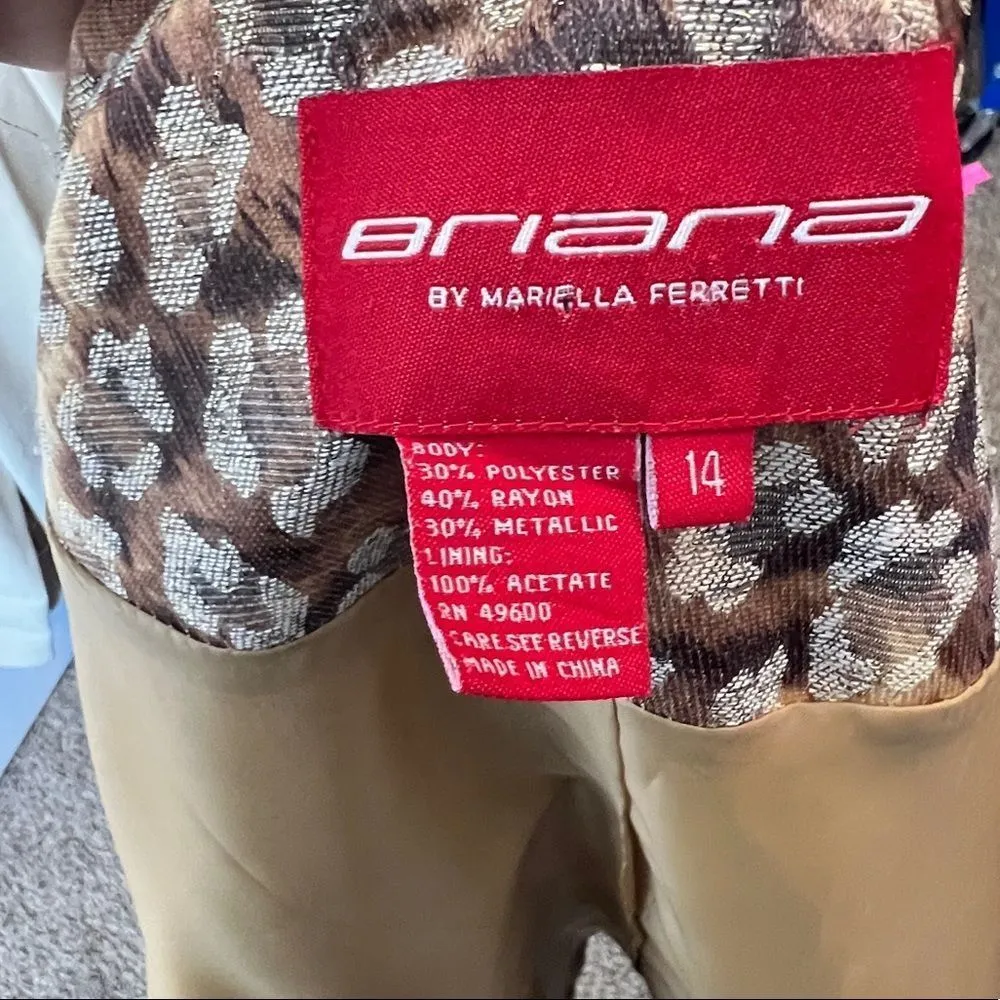 Briana
BY MARIELLA FERRETTI
BODY:
30% POLYESTER
40% RAYON
30% METALLIC
LINING:
100% ACETATE
RN 49600
CARE SEE REVERSE
MADE IN CHINA
14